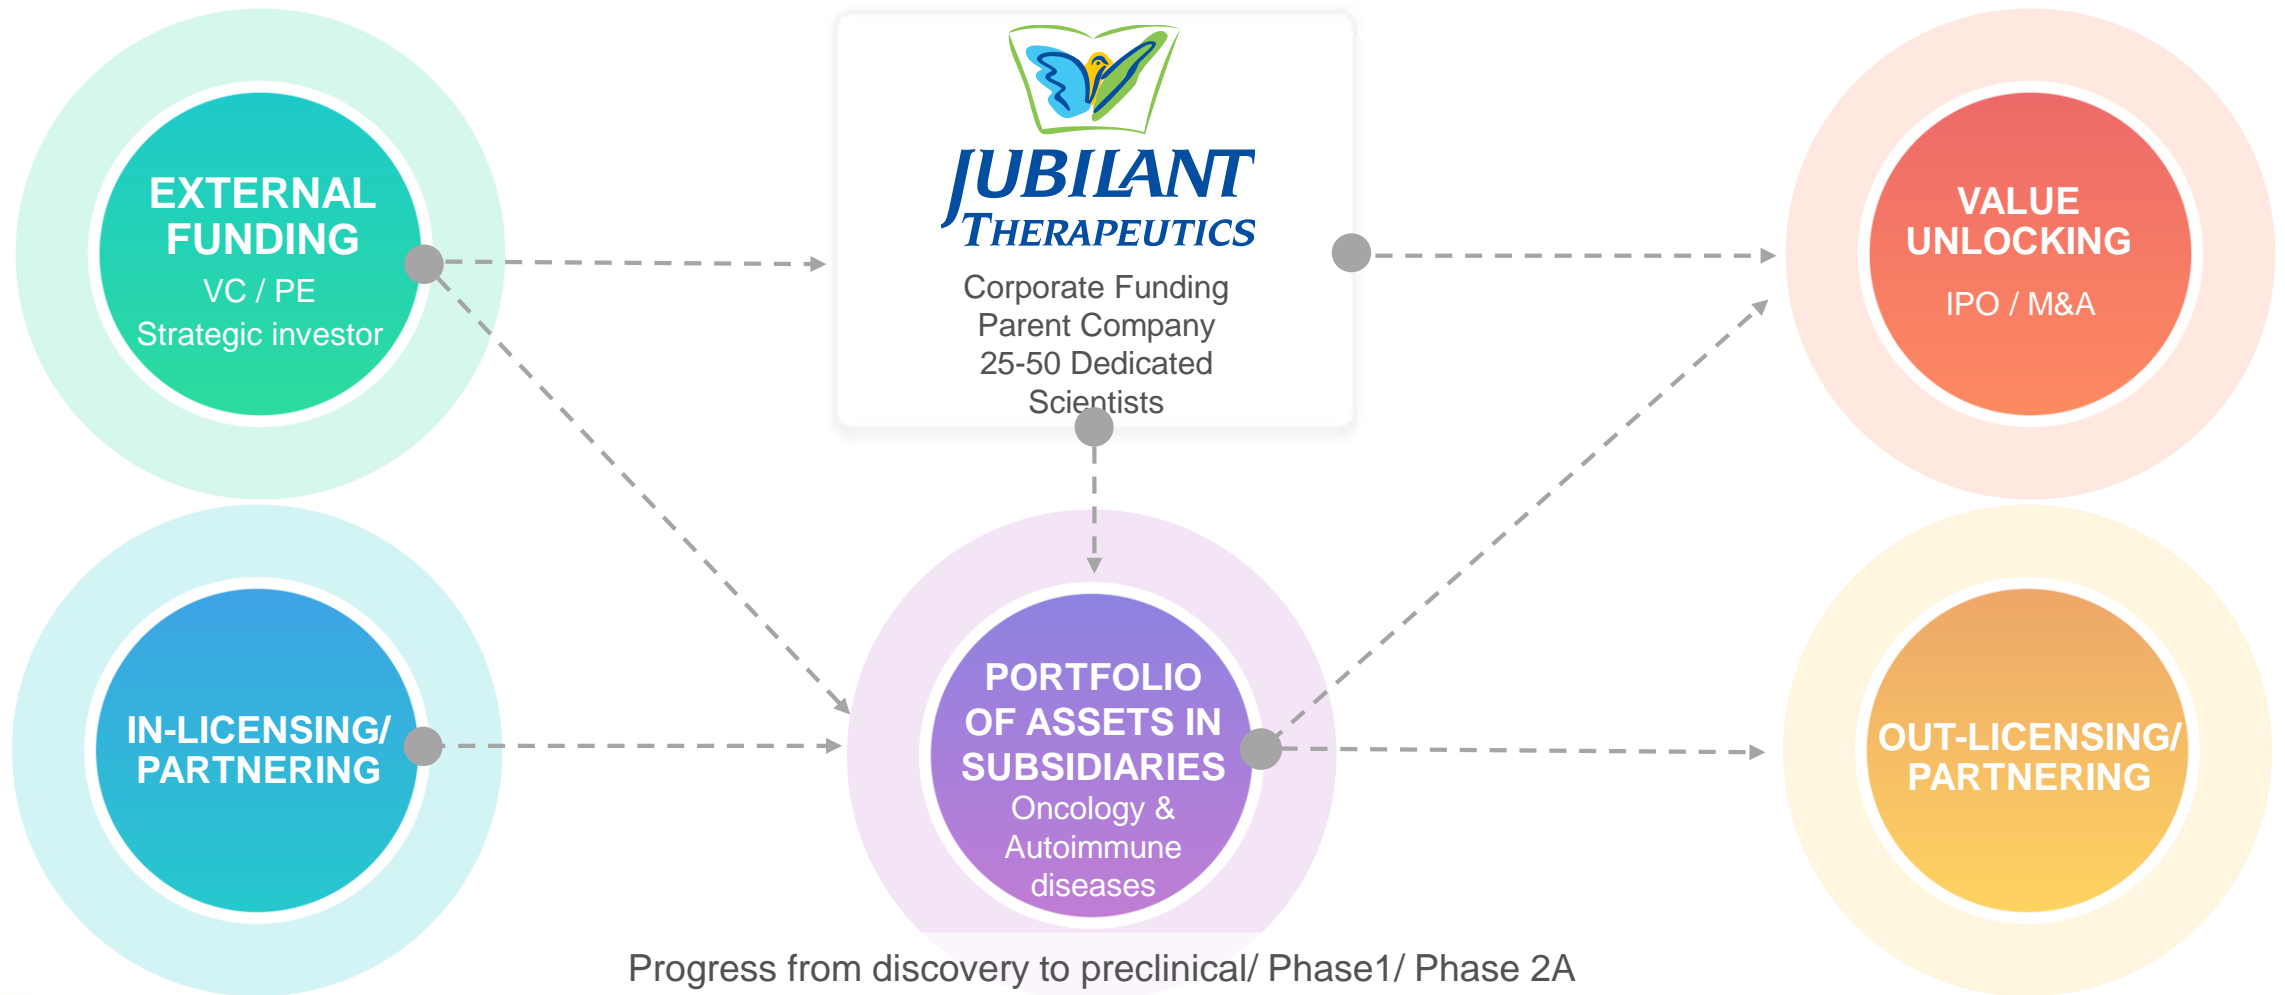 EXTERNAL
FUNDING
VC / PE
Strategic investor
JUBILANT
THERAPEUTICS
Corporate Funding
Parent Company
25-50 Dedicated
Scientists
VALUE
UNLOCKING
IPO / M&A
IN-LICENSING/
PARTNERING
PORTFOLIO
OF ASSETS IN
SUBSIDIARIES
Oncology &
Autoimmune
diseases
OUT-LICENSING/
PARTNERING
Progress from discovery to preclinical/ Phase1/ Phase 2A